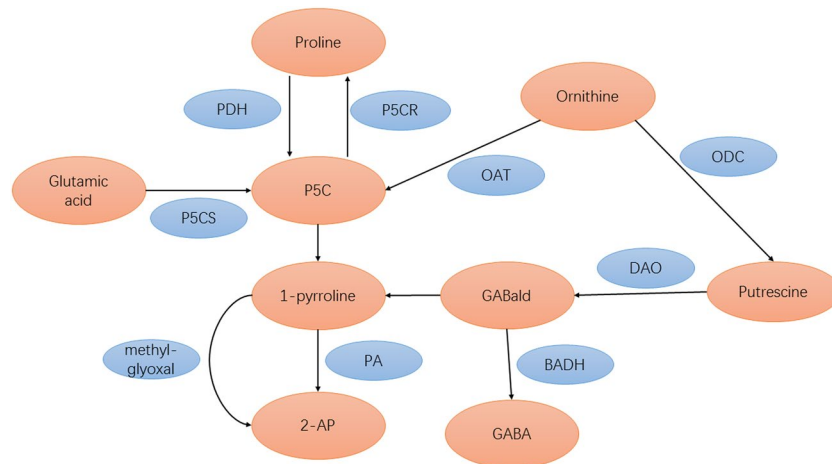 Proline
PDH
P5CR
Ornithine
ODC
Glutamic
acid
P5CS
P5C
OAT
DAO
1-pyrroline
GABald
Putrescine
methyl-
glyoxal
PA
BADH
2-AP
GABA